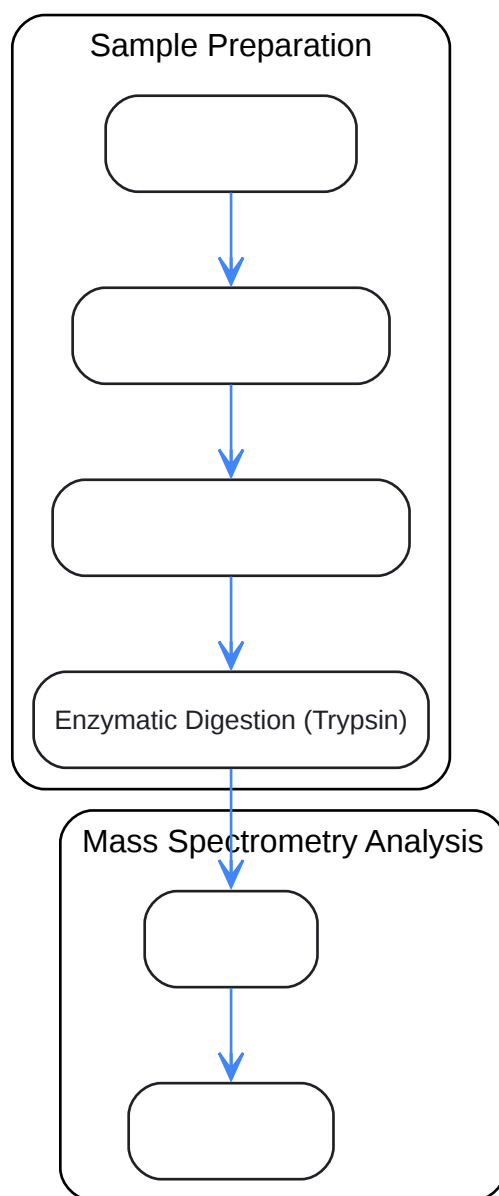 Sample Preparation
Enzymatic Digestion (Trypsin)
Mass Spectrometry Analysis